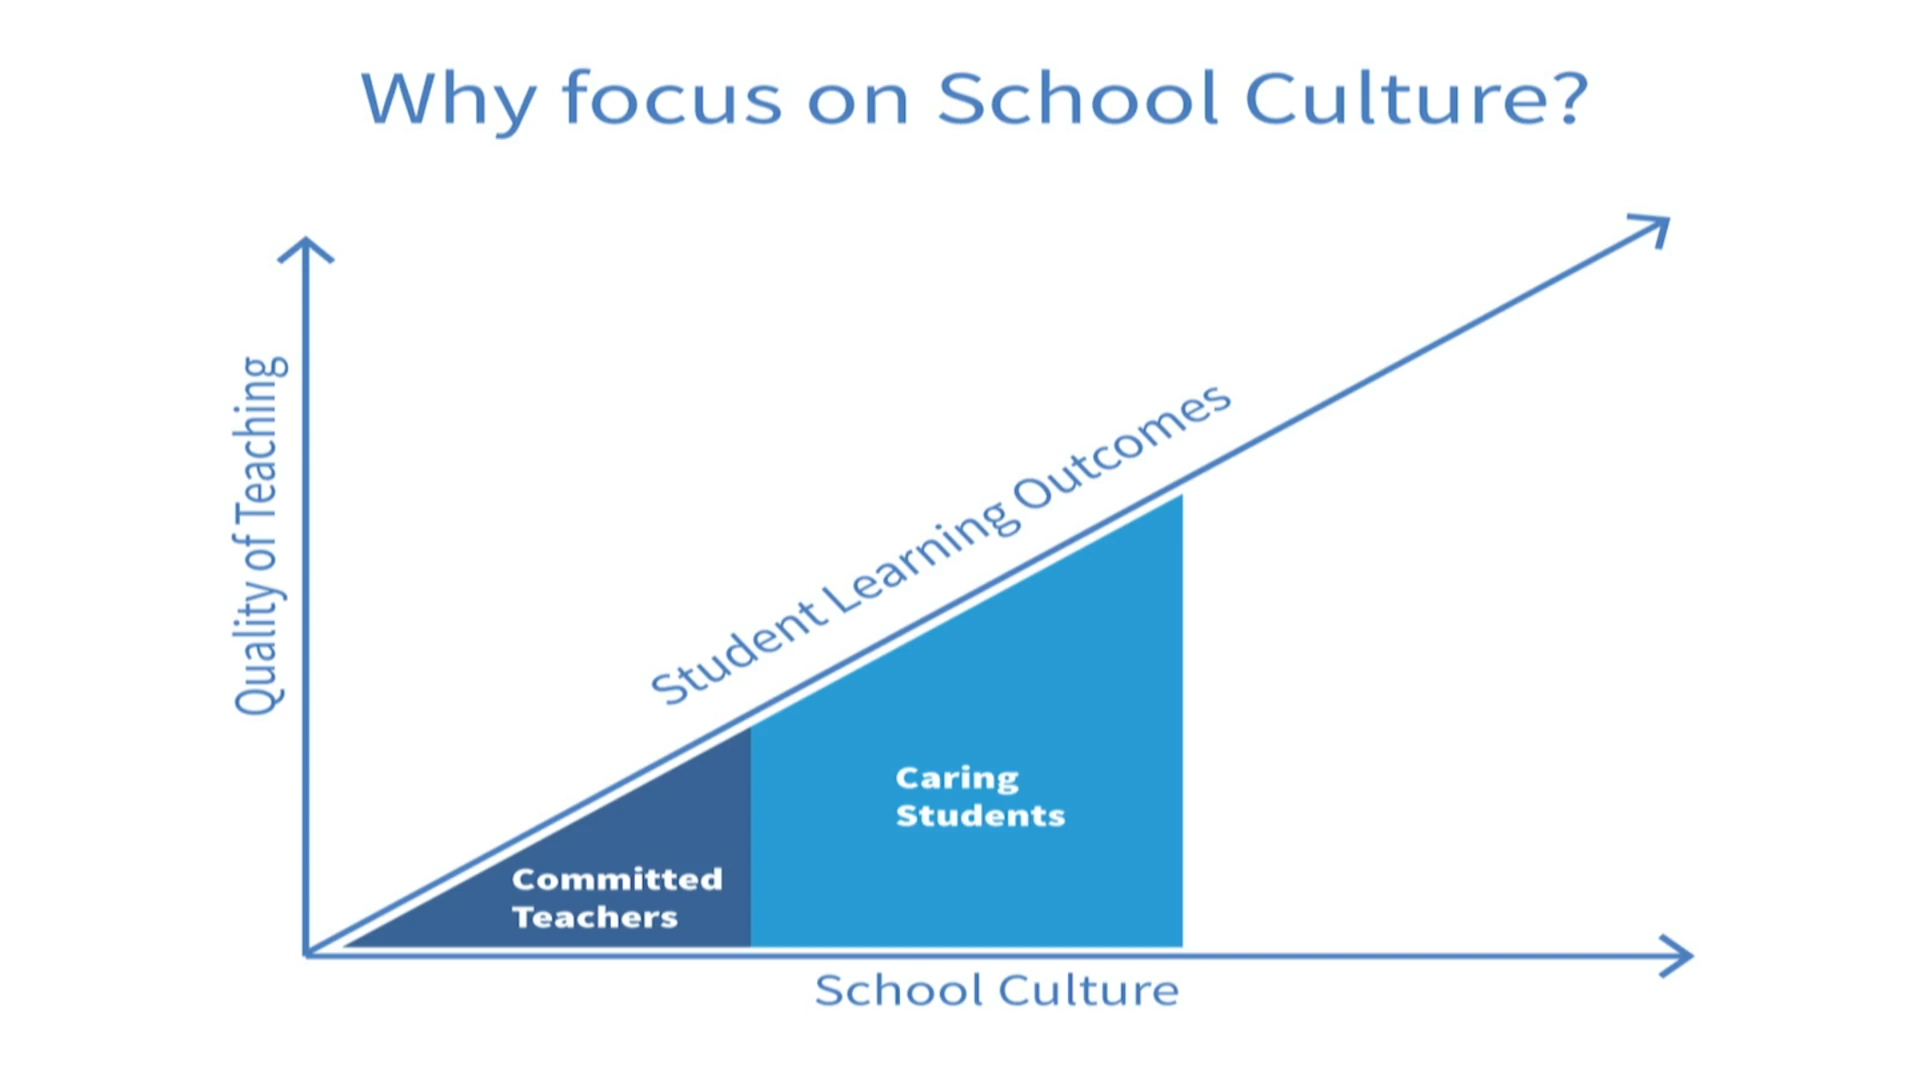 Why focus on School Culture?
Quality of Teaching
Student Learning Outcomes
Caring
Students
Committed
Teachers
School Culture